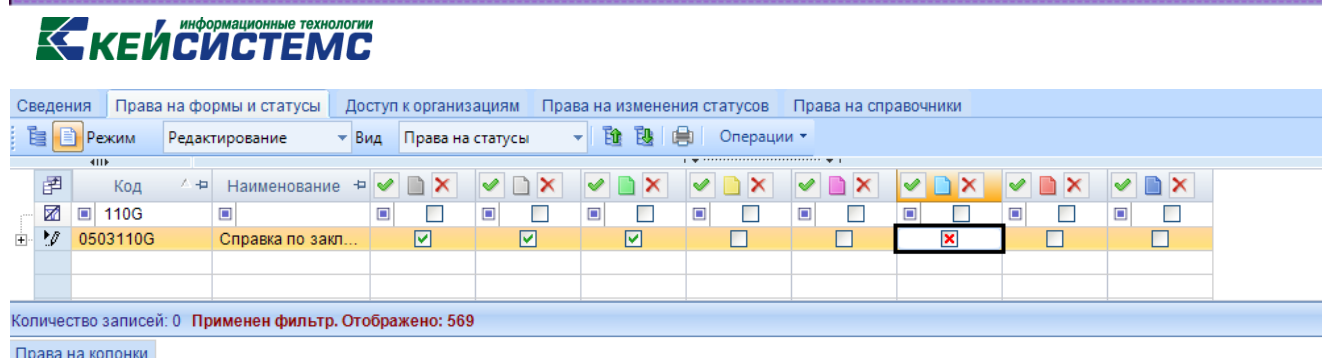 информационные технологии
КЕЙСИСТЕМС
Сведения Права на формы и статусы Доступ к организациям Права на изменения статусов Права на справочники
Режим Редактирование Вид Права на статусы Операции
Код Наименование
110G
0503110G Справка по закл...
Количество записей: 0 Применен фильтр. Отображено: 569
Права на колонки